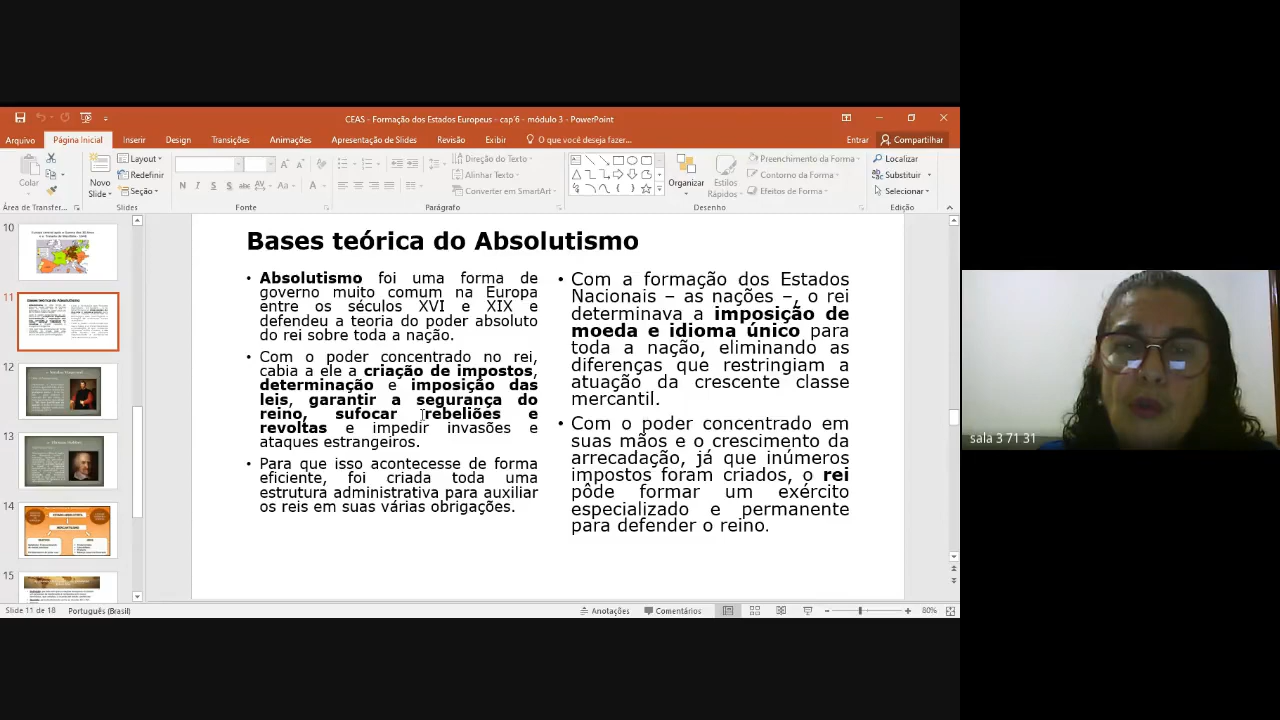 CEAS - Formação dos Estados Europeus - cap 6 - módulo 3 - PowerPoint
Arquivo Página Inicial Inserir Design Transições Animações Apresentação de Slides Revisão Exibir O que você deseja fazer... Entrar Compartilhar
Colar
Novo
Slide
Layout
Redefinir
Seção
N I S S abc AV Aa A
Direção do Texto
Alinhar Texto
Converter em SmartArt
Organizar
Estilos
Rápidos
Preenchimento da Forma
Contorno da Forma
Efeitos de Forma
Localizar
Substituir
Selecionar
Área de Transfer... Slides Fonte Parágrafo Desenho Edição
10
11
12
13
14
15
Bases teórica do Absolutismo
• Absolutismo foi uma forma de
governo muito comum na Europa
entre os séculos XVI e XIX e
defendeu a teoria do poder absoluto
do rei sobre toda a nação.
• Com o poder concentrado no rei,
cabia a ele a criação de impostos,
determinação e imposição das
leis, garantir a segurança do
reino, sufocar rebeliões e
revoltas e impedir invasões e
ataques estrangeiros.
• Para que isso acontecesse de forma
eficiente, foi criada toda uma
estrutura administrativa para auxiliar
os reis em suas várias obrigações.
• Com a formação dos Estados
Nacionais – as nações –, o rei
determinava a imposição de
moeda e idioma único para
toda a nação, eliminando as
diferenças que restringiam a
atuação da crescente classe
mercantil.
• Com o poder concentrado em
suas mãos e o crescimento da
arrecadação, já que inúmeros
impostos foram criados, o rei
pôde formar um exército
especializado e permanente
para defender o reino.
Slide 11 de 18 Português (Brasil) Anotações Comentários 80%
sala 3 71 31